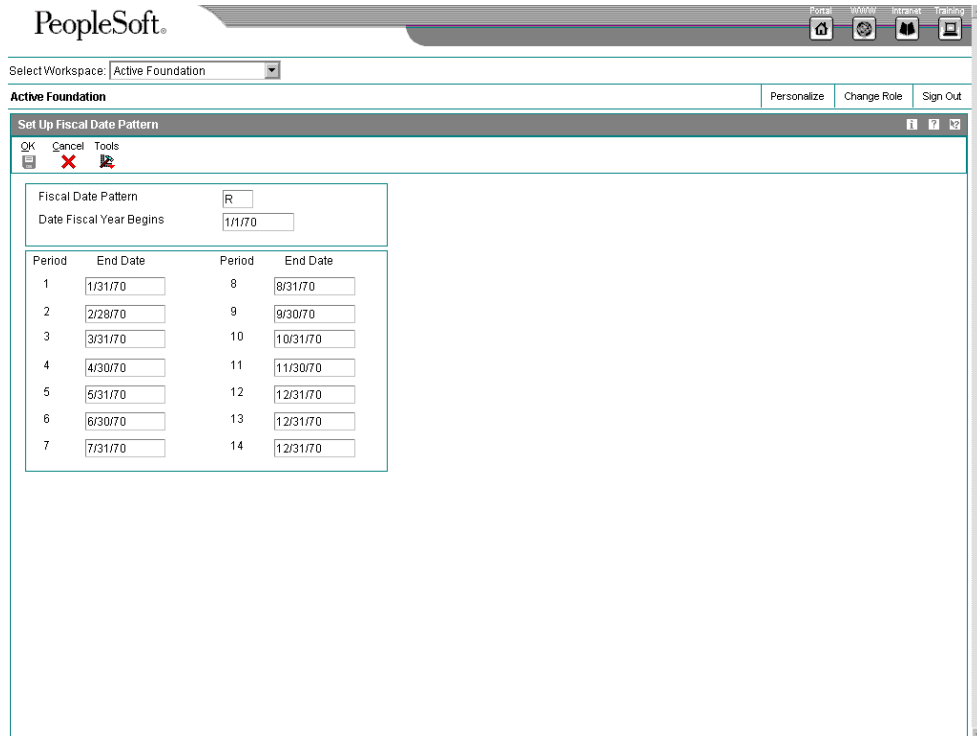 PeopleSoft®
Portal WWW Intranet Training
Select Workspace: Active Foundation
Active Foundation Personalize Change Role Sign Out
Set Up Fiscal Date Pattern
OK Cancel Tools
Fiscal Date Pattern R
Date Fiscal Year Begins 1/1/70
Period End Date Period End Date
1 1/31/70 8 8/31/70
2 2/28/70 9 9/30/70
3 3/31/70 10 10/31/70
4 4/30/70 11 11/30/70
5 5/31/70 12 12/31/70
6 6/30/70 13 12/31/70
7 7/31/70 14 12/31/70